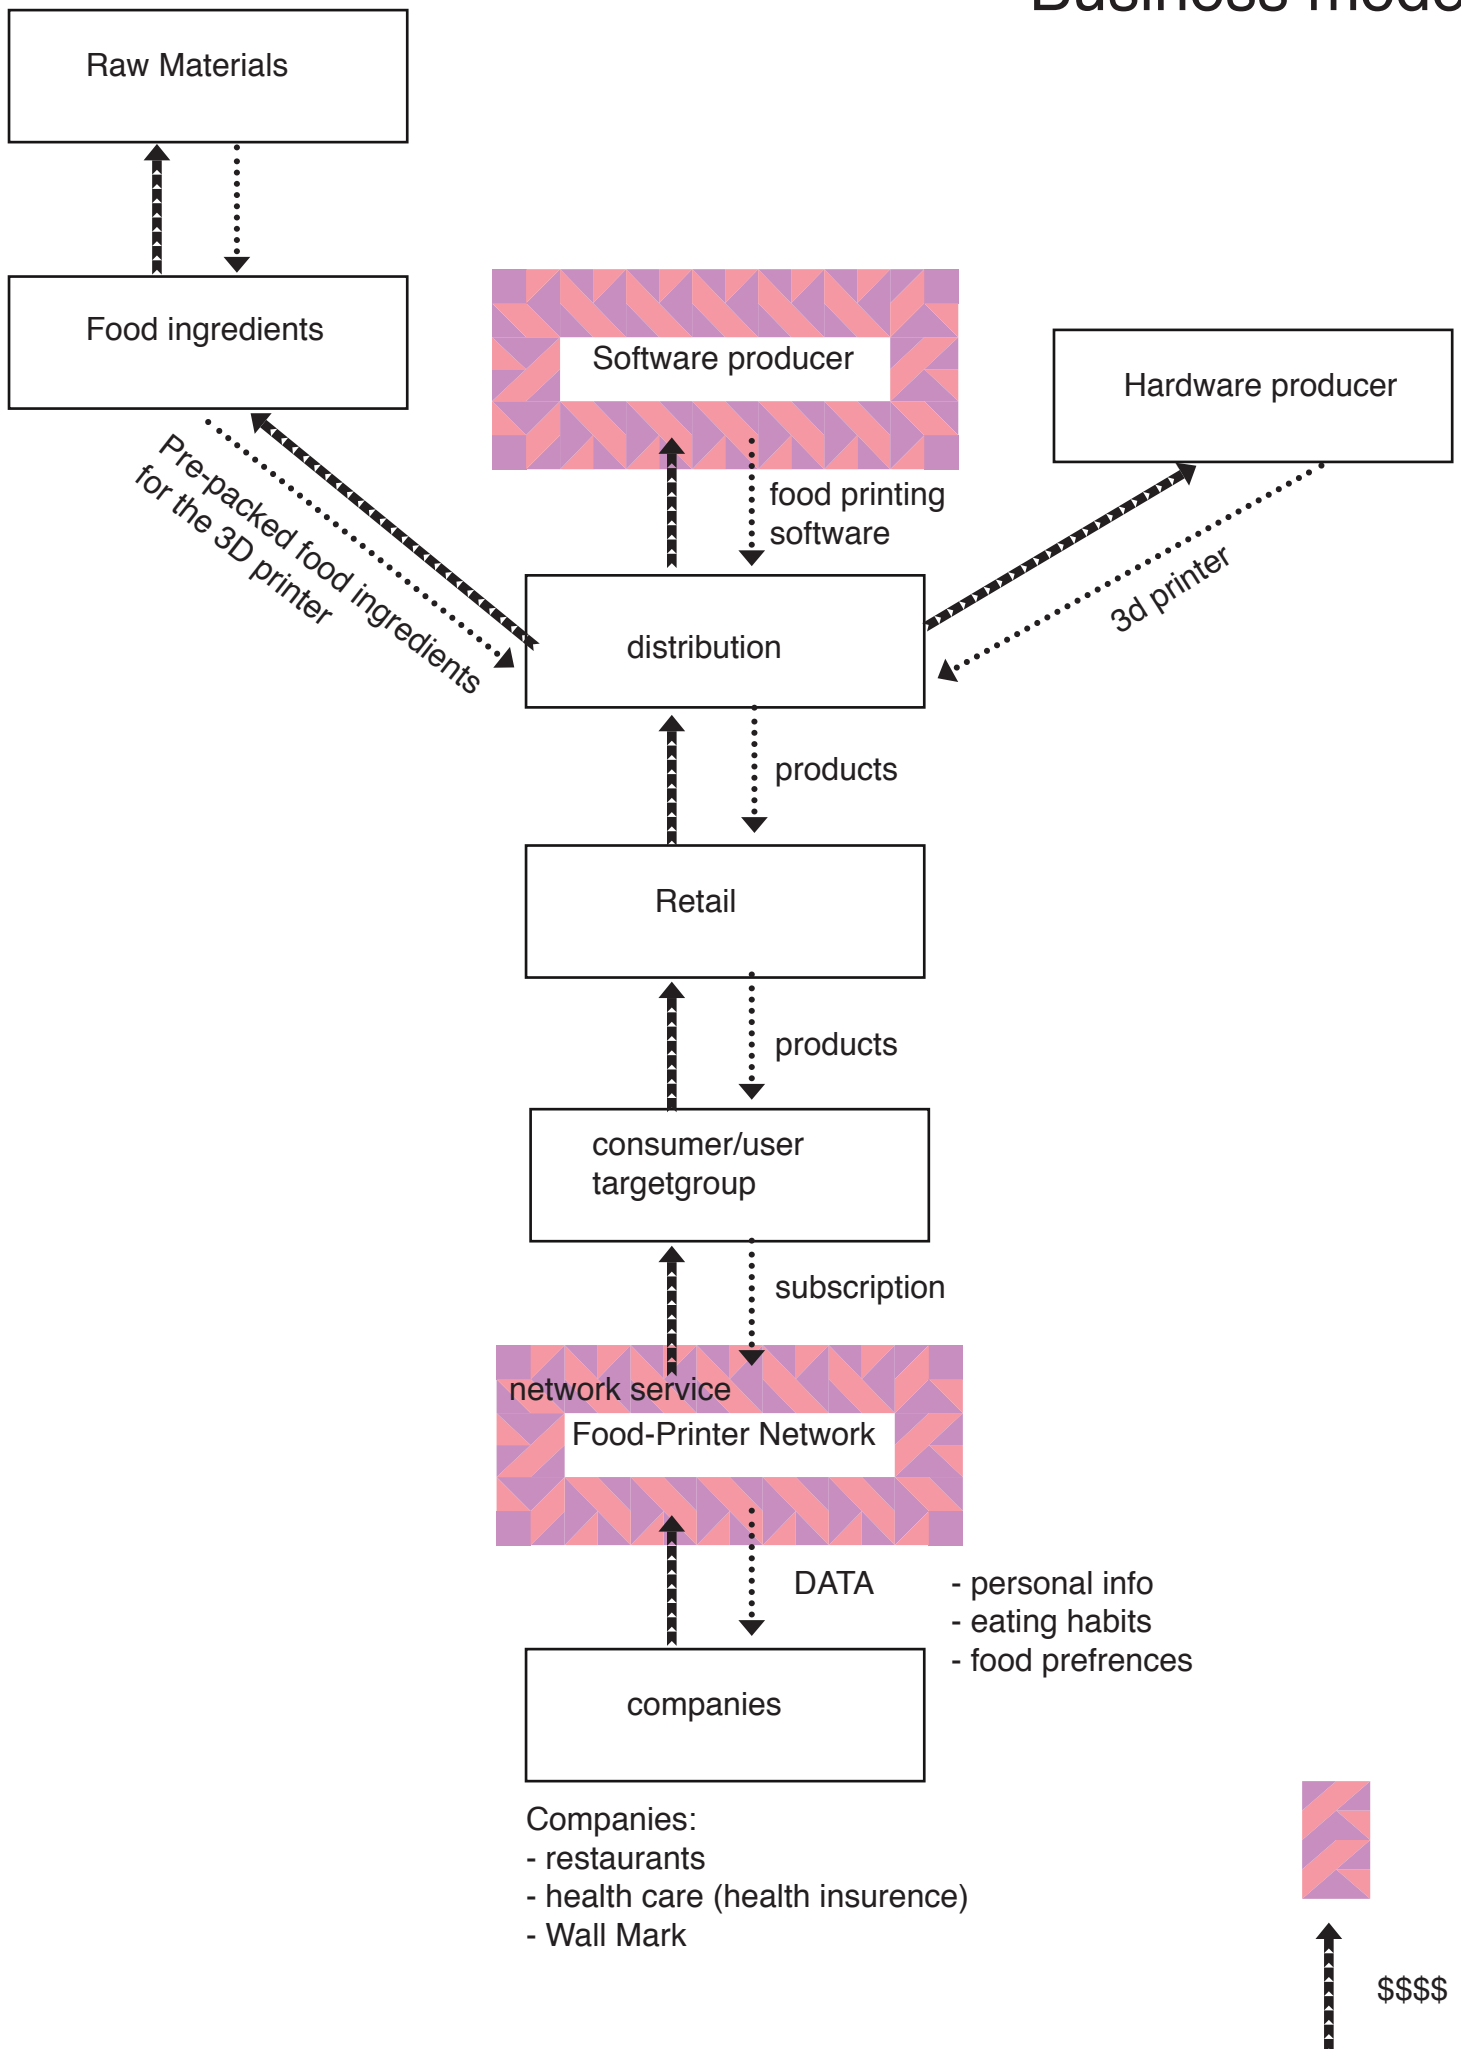 Business mode
Raw Materials
Food ingredients
Software producer
Hardware producer
Pre-packed food ingredients
for the 3D printer
food printing
software
3d printer
distribution
products
Retail
products
consumer/user
targetgroup
subscription
network service
Food-Printer Network
DATA
- personal info
- eating habits
- food prefrences
companies
Companies:
- restaurants
- health care (health insurence)
- Wall Mark
$$$$